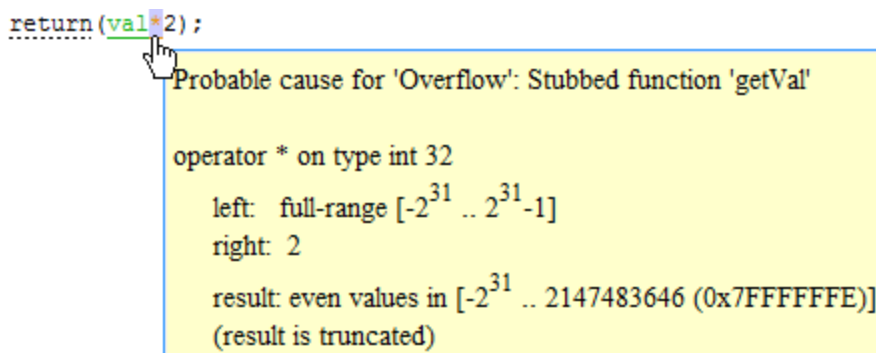 return(val*2);
Probable cause for 'Overflow': Stubbed function 'getVal'
operator * on type int 32
left: full-range [-2^31 .. 2^31-1]
right: 2
result: even values in [-2^31 .. 2147483646 (0x7FFFFFFE)]
(result is truncated)